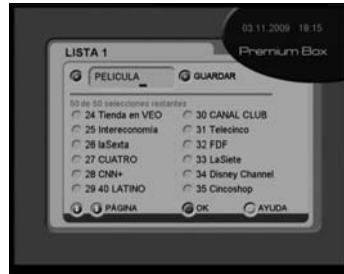 03.11.2009 18:15
Premium Box
LISTA 1
PELICULA_
GUARDAR
50 de 50 selecciones restantes
24 Tienda en VEO
30 CANAL CLUB
25 Intereconomía
31 Telecinco
26 laSexta
32 FDF
27 CUATRO
33 LaSiete
28 CNN+
34 Disney Channel
29 40 LATINO
35 Cincoshop
PÁGINA
OK
AYUDA